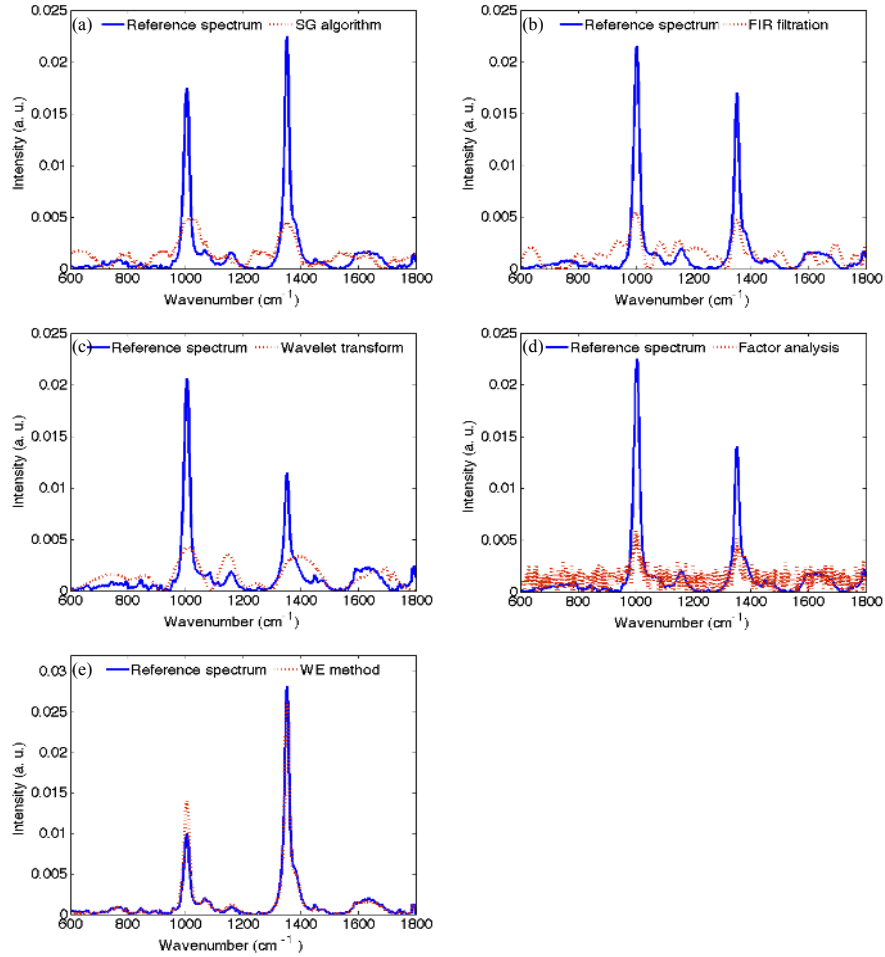 (a) Reference spectrum SG algorithm
0.025
0.02
0.015
0.01
0.005
0
Intensity (a. u.)
600 800 1000 1200 1400 1600 1800
Wavenumber (cm⁻¹)
(b) Reference spectrum FIR filtration
0.025
0.02
0.015
0.01
0.005
0
Intensity (a. u.)
600 800 1000 1200 1400 1600 1800
Wavenumber (cm⁻¹)
(c) Reference spectrum Wavelet transform
0.025
0.02
0.015
0.01
0.005
0
Intensity (a. u.)
600 800 1000 1200 1400 1600 1800
Wavenumber (cm⁻¹)
(d) Reference spectrum Factor analysis
0.025
0.02
0.015
0.01
0.005
0
Intensity (a. u.)
600 800 1000 1200 1400 1600 1800
Wavenumber (cm⁻¹)
(e) Reference spectrum WE method
0.03
0.025
0.02
0.015
0.01
0.005
0
Intensity (a. u.)
600 800 1000 1200 1400 1600 1800
Wavenumber (cm⁻¹)